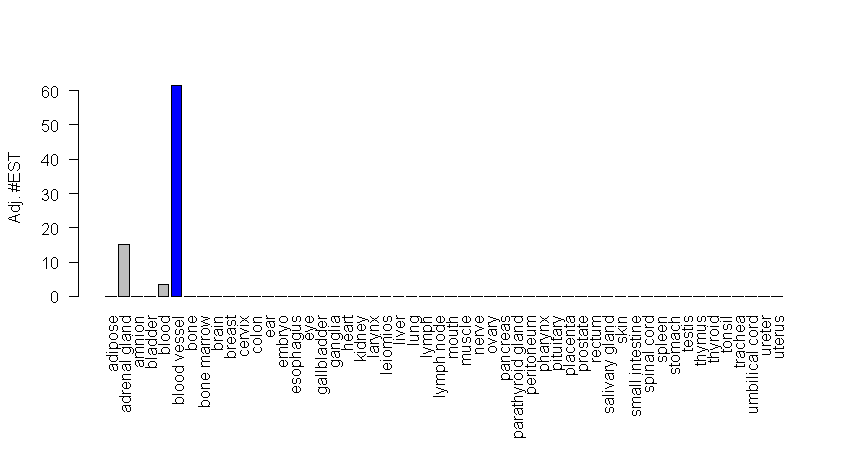 Adj. #EST
60
50
40
30
20
10
0
adipose
adrenal gland
amnion
bladder
blood
blood vessel
bone
bone marrow
brain
breast
cervix
colon
ear
embryo
esophagus
eye
gallbladder
ganglia
heart
kidney
larynx
leiomios
liver
lung
lymph
lymph node
mouth
muscle
nerve
ovary
pancreas
parathyroid gland
peritoneum
pharynx
pituitary
placenta
prostate
rectum
salivary gland
skin
small intestine
spinal cord
spleen
stomach
testis
thymus
thyroid
tonsil
trachea
umbilical cord
ureter
uterus